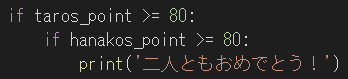 if taros_point >= 80:
    if hanakos_point >= 80:
        print('二人ともおめでとう！')